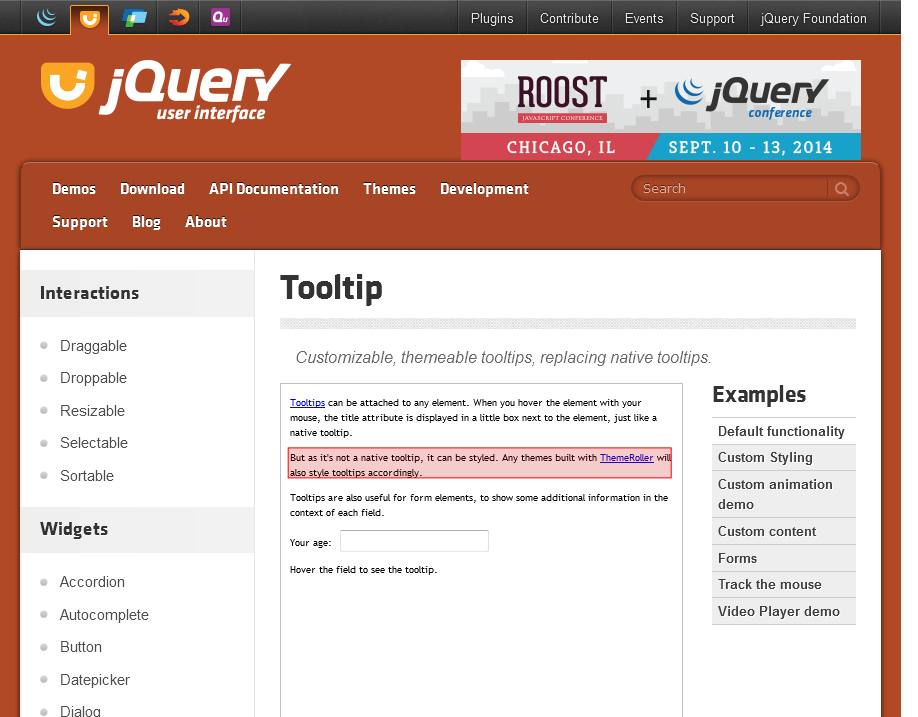 Qu
Plugins Contribute Events Support jQuery Foundation
jQuery
user interface
ROOST
JAVASCRIPT CONFERENCE
+
jQuery
conference
CHICAGO, IL SEPT. 10 - 13, 2014
Demos Download API Documentation Themes Development
Search
Support Blog About
Interactions
Draggable
Droppable
Resizable
Selectable
Sortable
Widgets
Accordion
Autocomplete
Button
Datepicker
Dialog
Tooltip
Customizable, themeable tooltips, replacing native tooltips.
Tooltips can be attached to any element. When you hover the element with your
mouse, the title attribute is displayed in a little box next to the element, just like a
native tooltip.
But as it's not a native tooltip, it can be styled. Any themes built with ThemeRoller will
also style tooltips accordingly.
Tooltips are also useful for form elements, to show some additional information in the
context of each field.
Your age:
Hover the field to see the tooltip.
Examples
Default functionality
Custom Styling
Custom animation
demo
Custom content
Forms
Track the mouse
Video Player demo